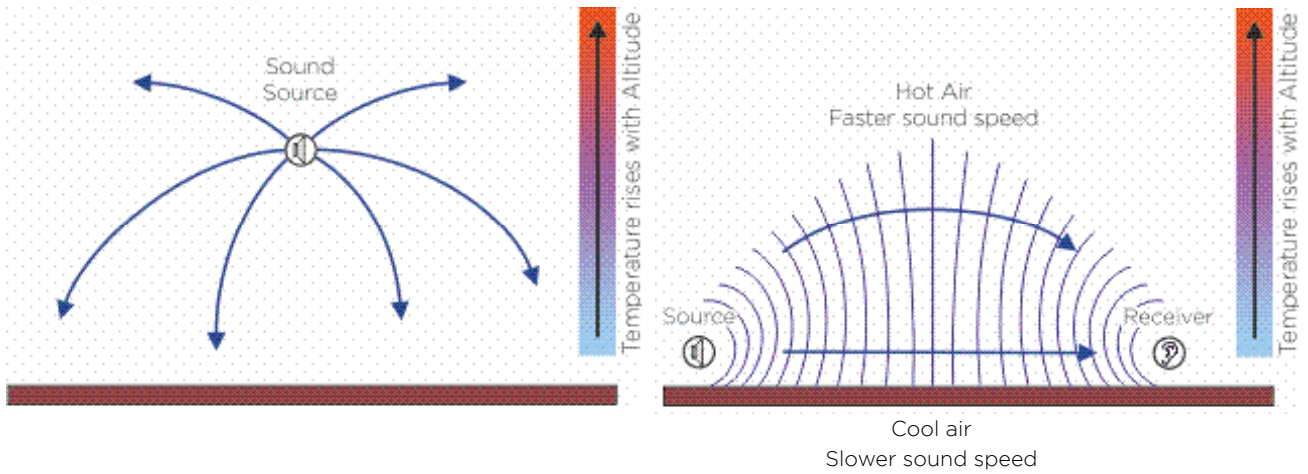 Sound
Source
Temperature rises with Altitude
Hot Air
Faster sound speed
Source
Receiver
Temperature rises with Altitude
Cool air
Slower sound speed